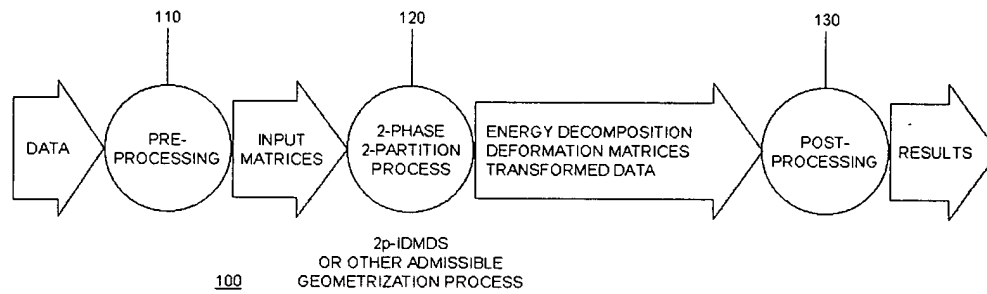 110
120
130
DATA
PRE-
PROCESSING
INPUT
MATRICES
2-PHASE
2-PARTITION
PROCESS
ENERGY DECOMPOSITION
DEFORMATION MATRICES
TRANSFORMED DATA
POST-
PROCESSING
RESULTS
2p-IDMDS
OR OTHER ADMISSIBLE
GEOMETRIZATION PROCESS
100